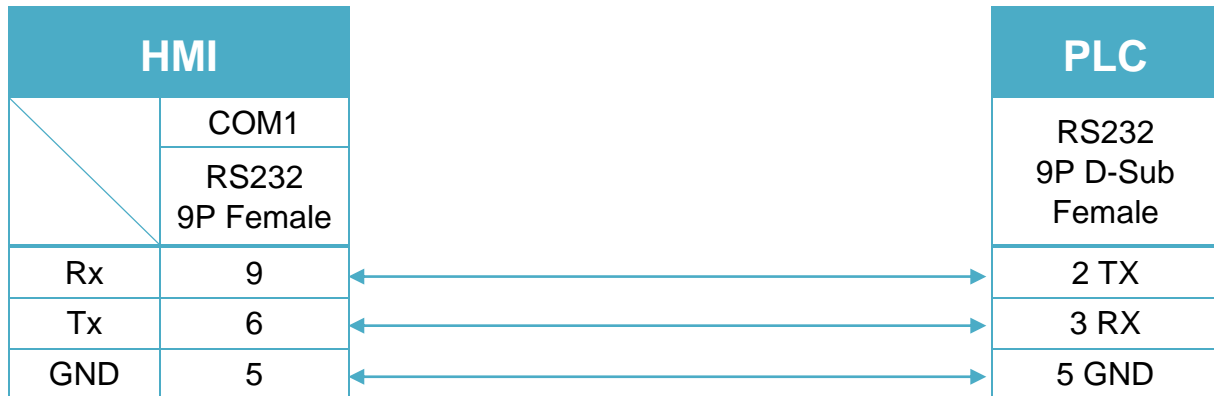 HMI
PLC
COM1
RS232
9P Female
RS232
9P D-Sub
Female
Rx 9 2 TX
Tx 6 3 RX
GND 5 5 GND